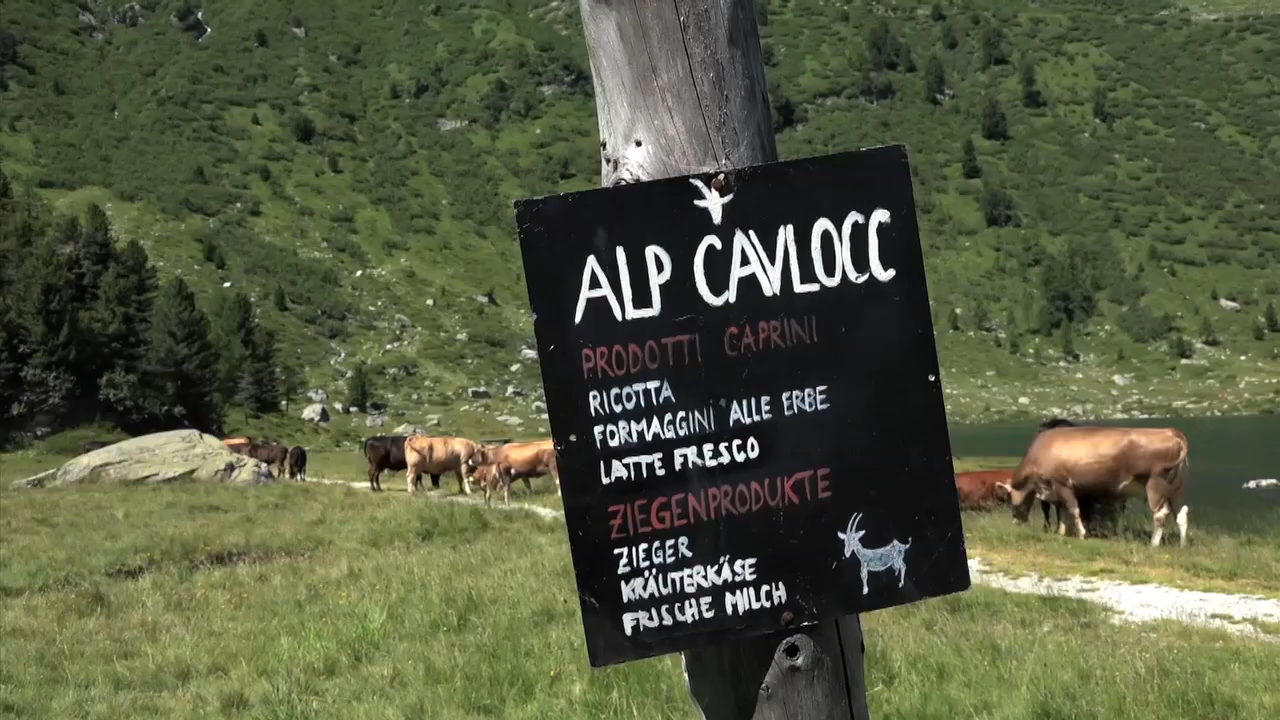 ALP CAVLOCC
PRODOTTI CAPRINI
RICOTTA
FORMAGGINI ALLE ERBE
LATTE FRESCO
ZIEGENPRODUKTE
ZIEGER
KRÄUTERKÄSE
FRISCHE MILCH